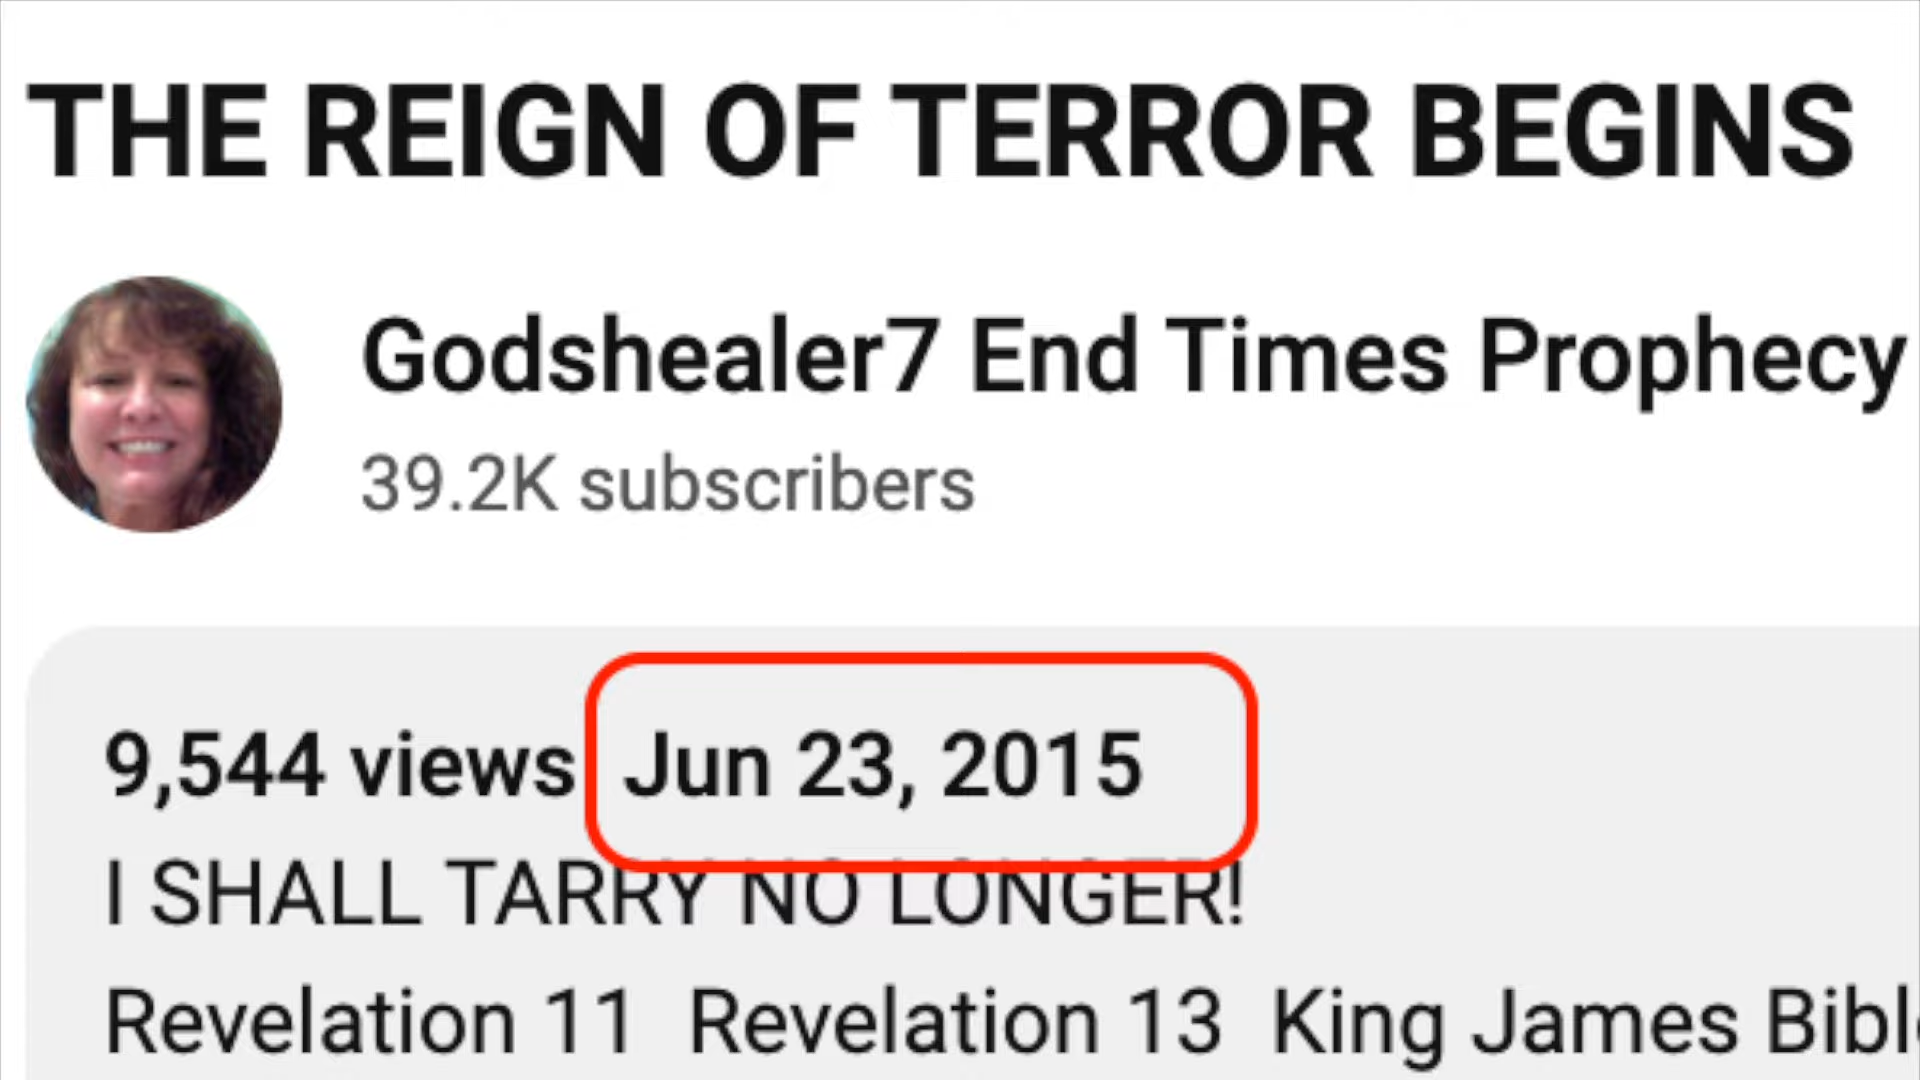 THE REIGN OF TERROR BEGINS
Godshealer7 End Times Prophecy
39.2K subscribers
9,544 views Jun 23, 2015
I SHALL TARRY NO LONGER!
Revelation 11 Revelation 13 King James Bible